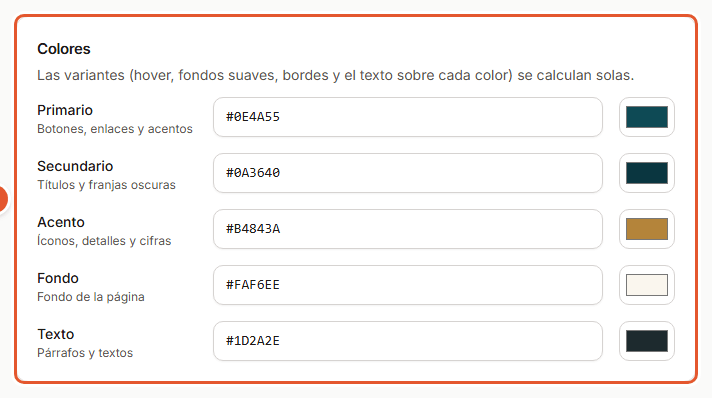 Colores
Las variantes (hover, fondos suaves, bordes y el texto sobre cada color) se calculan solas.
Primario
Botones, enlaces y acentos
#0E4A55
Secundario
Títulos y franjas oscuras
#0A3640
Acento
Íconos, detalles y cifras
#B4843A
Fondo
Fondo de la página
#FAF6EE
Texto
Párrafos y textos
#1D2A2E